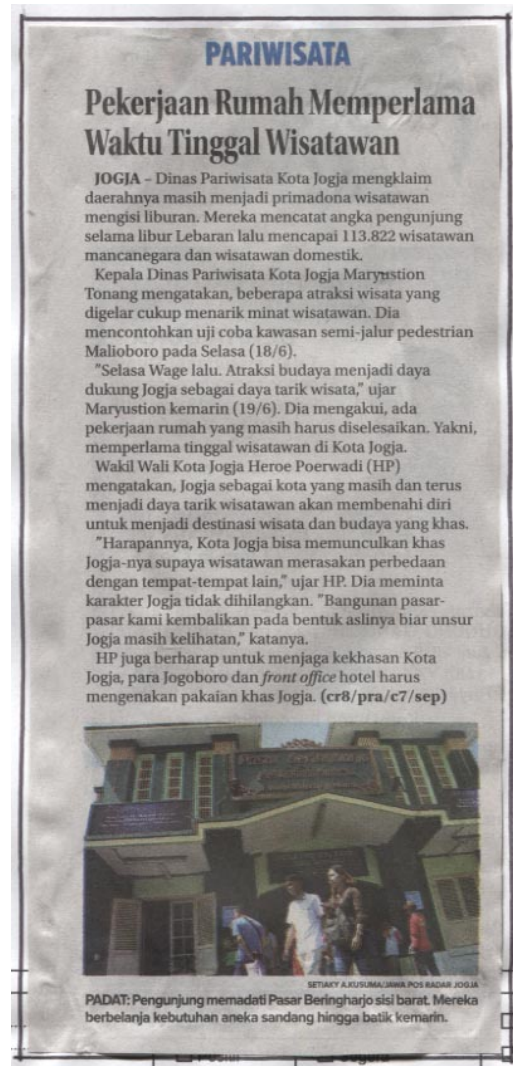 PARIWISATA
Pekerjaan Rumah Memperlama
Waktu Tinggal Wisatawan
JOGJA – Dinas Pariwisata Kota Jogja mengklaim
daerahnya masih menjadi primadona wisatawan
mengisi liburan. Mereka mencatat angka pengunjung
selama libur Lebaran lalu mencapai 113.822 wisatawan
mancanegara dan wisatawan domestik.
Kepala Dinas Pariwisata Kota Jogja Maryustion
Tonang mengatakan, beberapa atraksi wisata yang
digelar cukup menarik minat wisatawan. Dia
mencontohkan uji coba kawasan semi-jalur pedestrian
Malioboro pada Selasa (18/6).
"Selasa Wage lalu. Atraksi budaya menjadi daya
dukung Jogja sebagai daya tarik wisata," ujar
Maryustion kemarin (19/6). Dia mengakui, ada
pekerjaan rumah yang masih harus diselesaikan. Yakni,
memperlama tinggal wisatawan di Kota Jogja.
Wakil Wali Kota Jogja Heroe Poerwadi (HP)
mengatakan, Jogja sebagai kota yang masih dan terus
menjadi daya tarik wisatawan akan membenahi diri
untuk menjadi destinasi wisata dan budaya yang khas.
"Harapannya, Kota Jogja bisa memunculkan khas
Jogja-nya supaya wisatawan merasakan perbedaan
dengan tempat-tempat lain," ujar HP. Dia meminta
karakter Jogja tidak dihilangkan. "Bangunan pasar-
pasar kami kembalikan pada bentuk aslinya biar unsur
Jogja masih kelihatan," katanya.
HP juga berharap untuk menjaga kekhasan Kota
Jogja, para Jogoboro dan front office hotel harus
mengenakan pakaian khas Jogja. (cr8/pra/c7/sep)
SETIAKY A.KUSUMA/JAWA POS RADAR JOGJA
PADAT: Pengunjung memadati Pasar Beringharjo sisi barat. Mereka
berbelanja kebutuhan aneka sandang hingga batik kemarin.